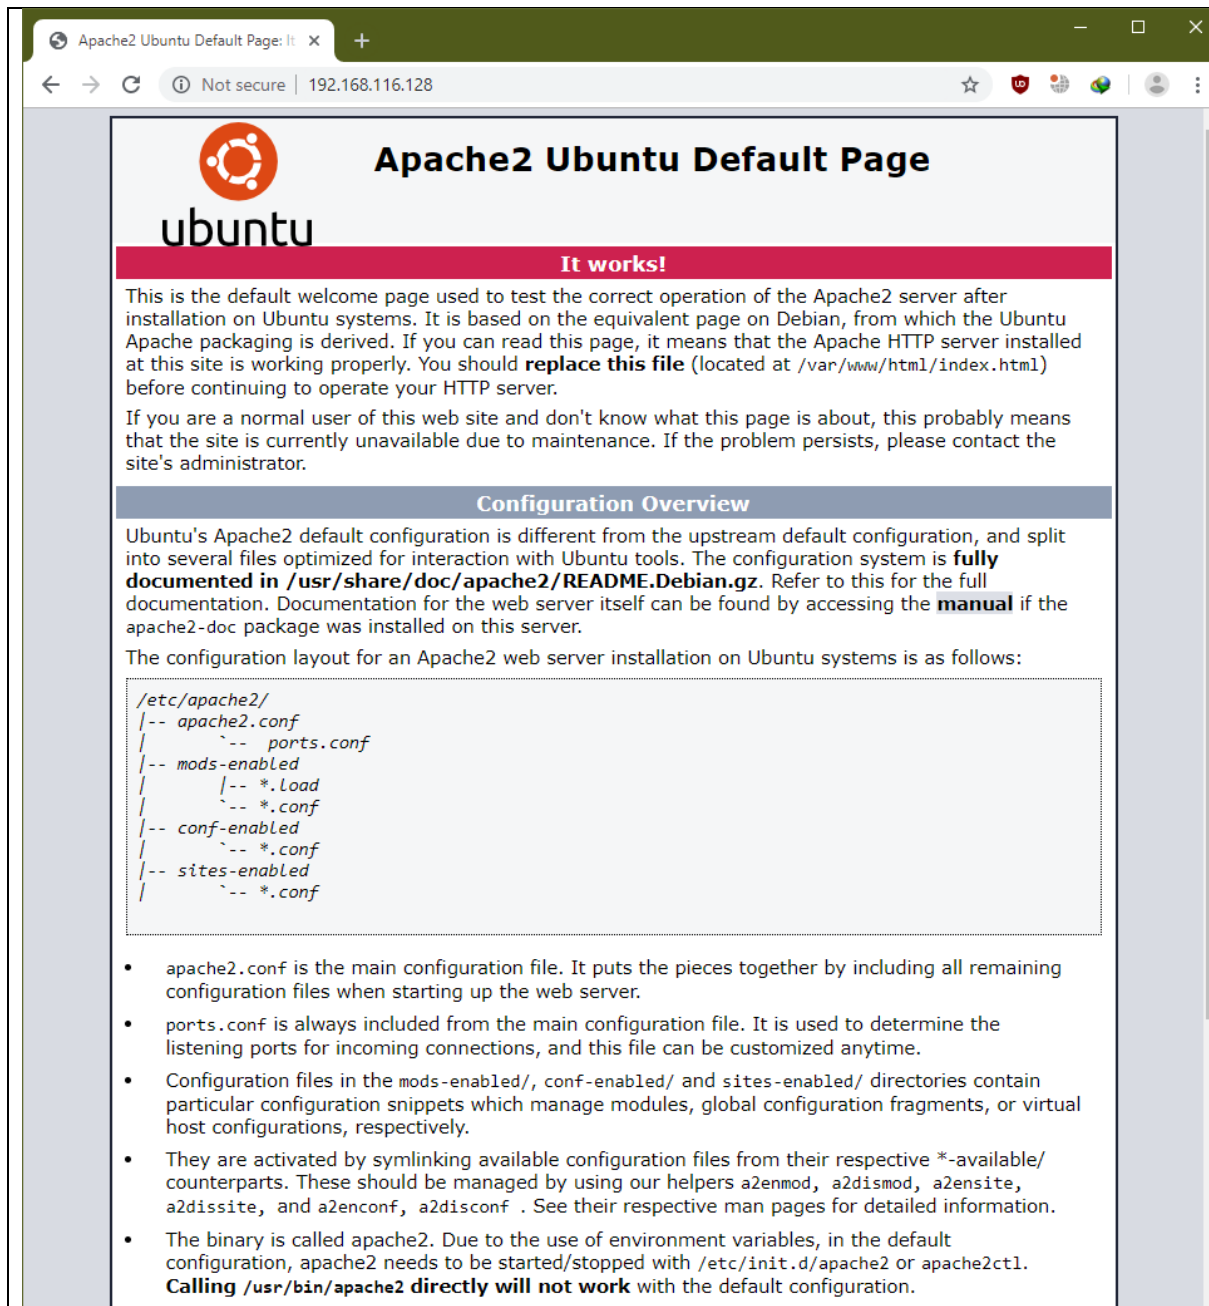 Apache2 Ubuntu Default Page: It
Not secure | 192.168.116.128
ubuntu
Apache2 Ubuntu Default Page
It works!
This is the default welcome page used to test the correct operation of the Apache2 server after
installation on Ubuntu systems. It is based on the equivalent page on Debian, from which the Ubuntu
Apache packaging is derived. If you can read this page, it means that the Apache HTTP server installed
at this site is working properly. You should replace this file (located at /var/www/html/index.html)
before continuing to operate your HTTP server.
If you are a normal user of this web site and don't know what this page is about, this probably means
that the site is currently unavailable due to maintenance. If the problem persists, please contact the
site's administrator.
Configuration Overview
Ubuntu's Apache2 default configuration is different from the upstream default configuration, and split
into several files optimized for interaction with Ubuntu tools. The configuration system is fully
documented in /usr/share/doc/apache2/README.Debian.gz. Refer to this for the full
documentation. Documentation for the web server itself can be found by accessing the manual if the
apache2-doc package was installed on this server.
The configuration layout for an Apache2 web server installation on Ubuntu systems is as follows:
/etc/apache2/
|-- apache2.conf
|       `--  ports.conf
|-- mods-enabled
|       |-- *.load
|       `-- *.conf
|-- conf-enabled
|       `-- *.conf
|-- sites-enabled
|       `-- *.conf
• apache2.conf is the main configuration file. It puts the pieces together by including all remaining
configuration files when starting up the web server.
• ports.conf is always included from the main configuration file. It is used to determine the
listening ports for incoming connections, and this file can be customized anytime.
• Configuration files in the mods-enabled/, conf-enabled/ and sites-enabled/ directories contain
particular configuration snippets which manage modules, global configuration fragments, or virtual
host configurations, respectively.
• They are activated by symlinking available configuration files from their respective *-available/
counterparts. These should be managed by using our helpers a2enmod, a2dismod, a2ensite,
a2dissite, and a2enconf, a2disconf . See their respective man pages for detailed information.
• The binary is called apache2. Due to the use of environment variables, in the default
configuration, apache2 needs to be started/stopped with /etc/init.d/apache2 or apache2ctl.
Calling /usr/bin/apache2 directly will not work with the default configuration.